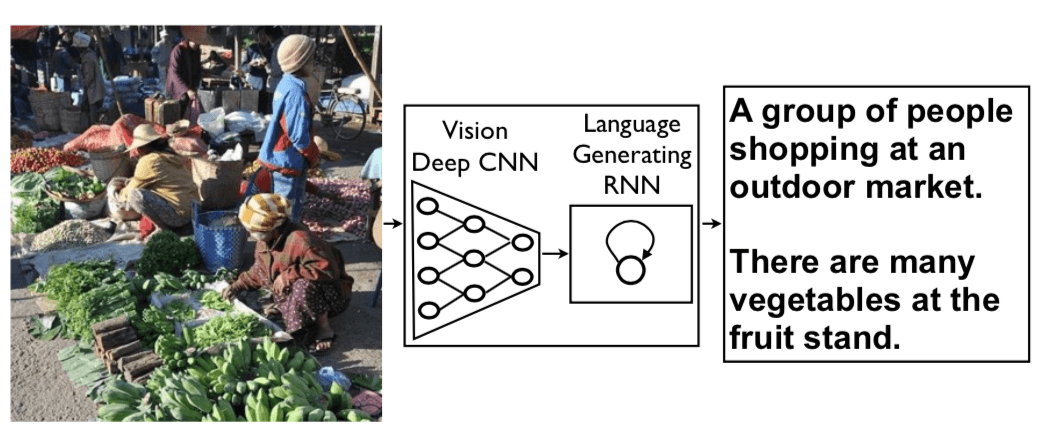 Vision
Deep CNN
Language
Generating
RNN
A group of people
shopping at an
outdoor market.
There are many
vegetables at the
fruit stand.